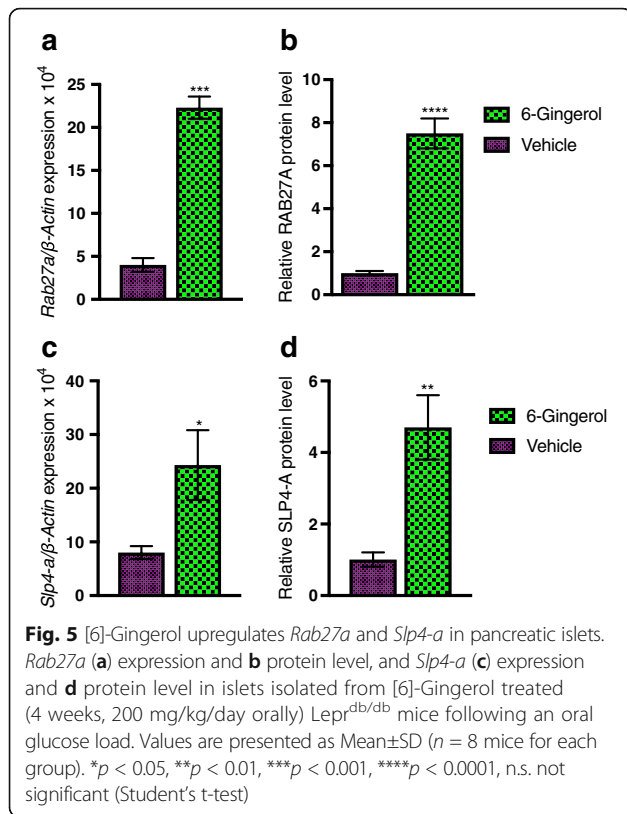 a
Rab27a/β-Actin expression x 10⁴
25
20
15
10
5
0
***
b
Relative RAB27A protein level
10
8
6
4
2
0
****
6-Gingerol
Vehicle
c
Slp4-a/β-Actin expression x 10⁴
40
30
20
10
0
*
d
Relative SLP4-A protein level
6
4
2
0
**
6-Gingerol
Vehicle
Fig. 5 [6]-Gingerol upregulates Rab27a and Slp4-a in pancreatic islets.
Rab27a (a) expression and b protein level, and Slp4-a (c) expression
and d protein level in islets isolated from [6]-Gingerol treated
(4 weeks, 200 mg/kg/day orally) Lepr^db/db mice following an oral
glucose load. Values are presented as Mean±SD (n = 8 mice for each
group). *p < 0.05, **p < 0.01, ***p < 0.001, ****p < 0.0001, n.s. not
significant (Student's t-test)